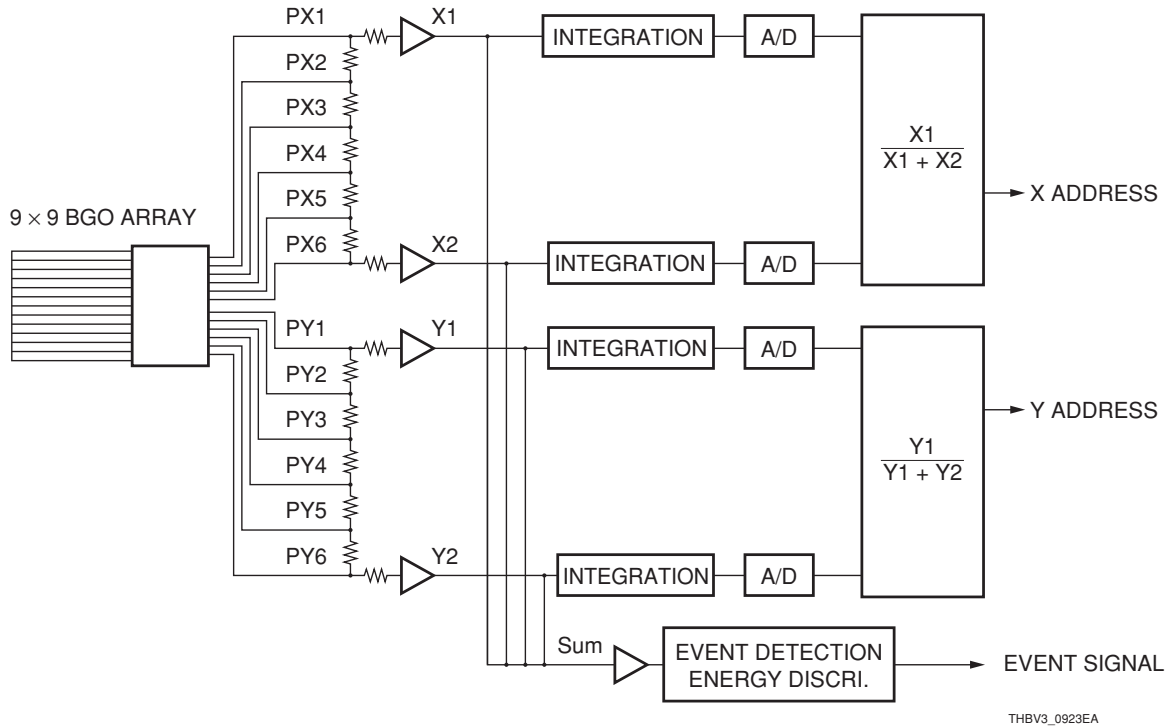 PX1
X1
PX2
PX3
PX4
PX5
PX6
X2
9 × 9 BGO ARRAY
PY1
Y1
PY2
PY3
PY4
PY5
PY6
Y2
INTEGRATION
A/D
INTEGRATION
A/D
X1
X1 + X2
X ADDRESS
INTEGRATION
A/D
INTEGRATION
A/D
Y1
Y1 + Y2
Y ADDRESS
Sum
EVENT DETECTION
ENERGY DISCRI.
EVENT SIGNAL
THBV3_0923EA